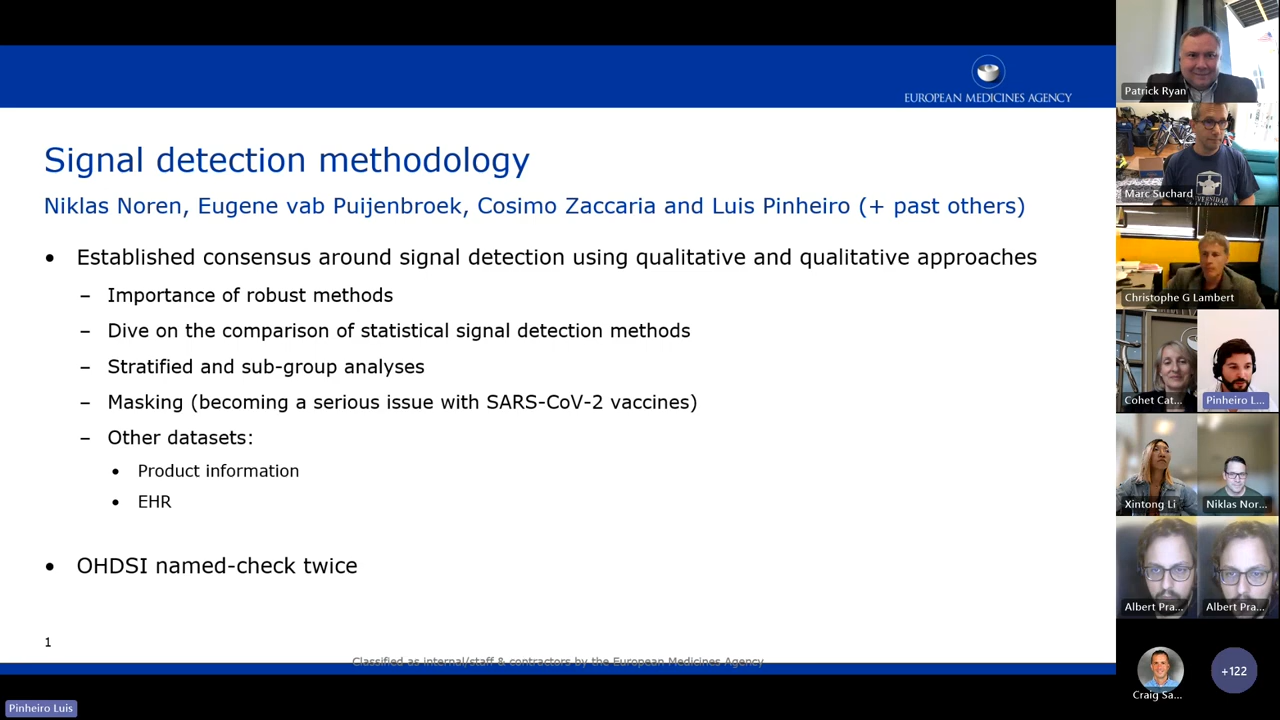 EUROPEAN MEDICINES AGENCY
Signal detection methodology
Niklas Noren, Eugene vab Puijenbroek, Cosimo Zaccaria and Luis Pinheiro (+ past others)
• Established consensus around signal detection using qualitative and qualitative approaches
– Importance of robust methods
– Dive on the comparison of statistical signal detection methods
– Stratified and sub-group analyses
– Masking (becoming a serious issue with SARS-CoV-2 vaccines)
– Other datasets:
• Product information
• EHR
• OHDSI named-check twice
1
Classified as internal/staff & contractors by the European Medicines Agency
Pinheiro Luis
Patrick Ryan
Marc Suchard
Christophe G Lambert
Cohet Cat...
Pinheiro L...
Xintong Li
Niklas Nor...
Albert Pra...
Albert Pra...
Craig Sa...
+122